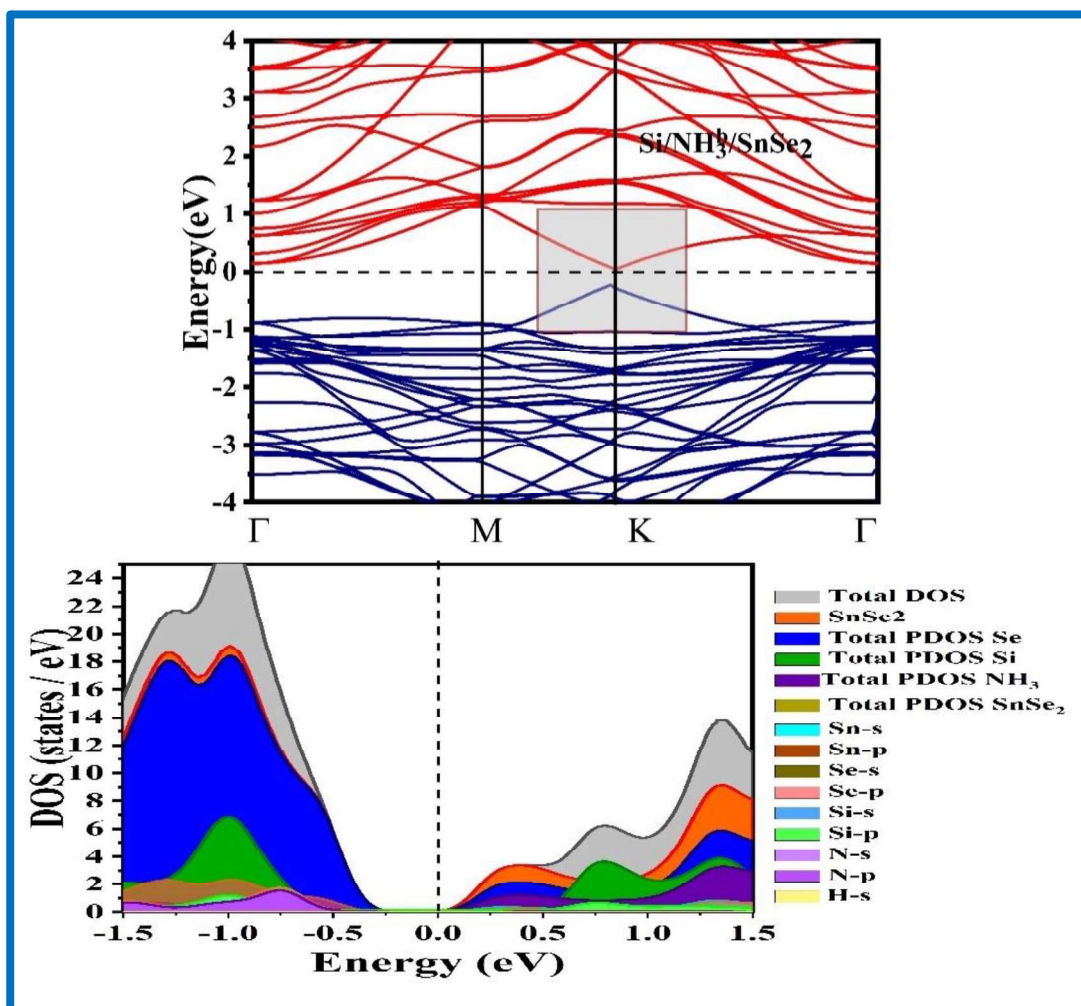 4
3
2
1
0
-1
-2
-3
-4
Energy(eV)
Si/NH₃ᵇ/SnSe₂
Γ M K Γ
24
22
20
18
16
14
12
10
8
6
4
2
0
DOS (states / eV)
-1.5 -1.0 -0.5 0.0 0.5 1.0 1.5
Energy (eV)
Total DOS
SnSc2
Total PDOS Se
Total PDOS Si
Total PDOS NH₃
Total PDOS SnSe₂
Sn-s
Sn-p
Se-s
Sc-p
Si-s
Si-p
N-s
N-p
H-s